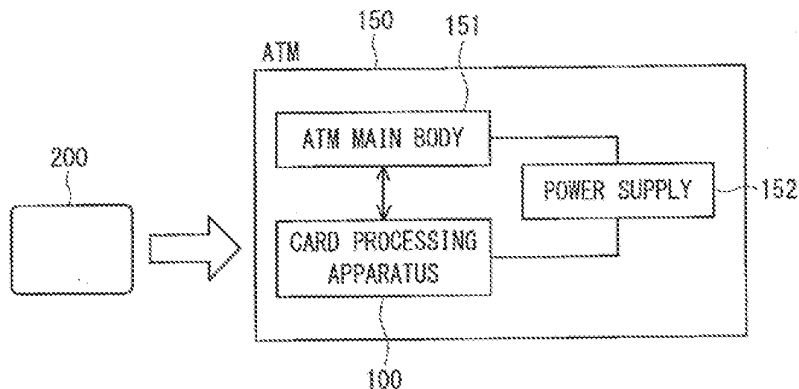 150
151
ATM
ATM MAIN BODY
200
POWER SUPPLY
152
CARD PROCESSING
APPARATUS
100